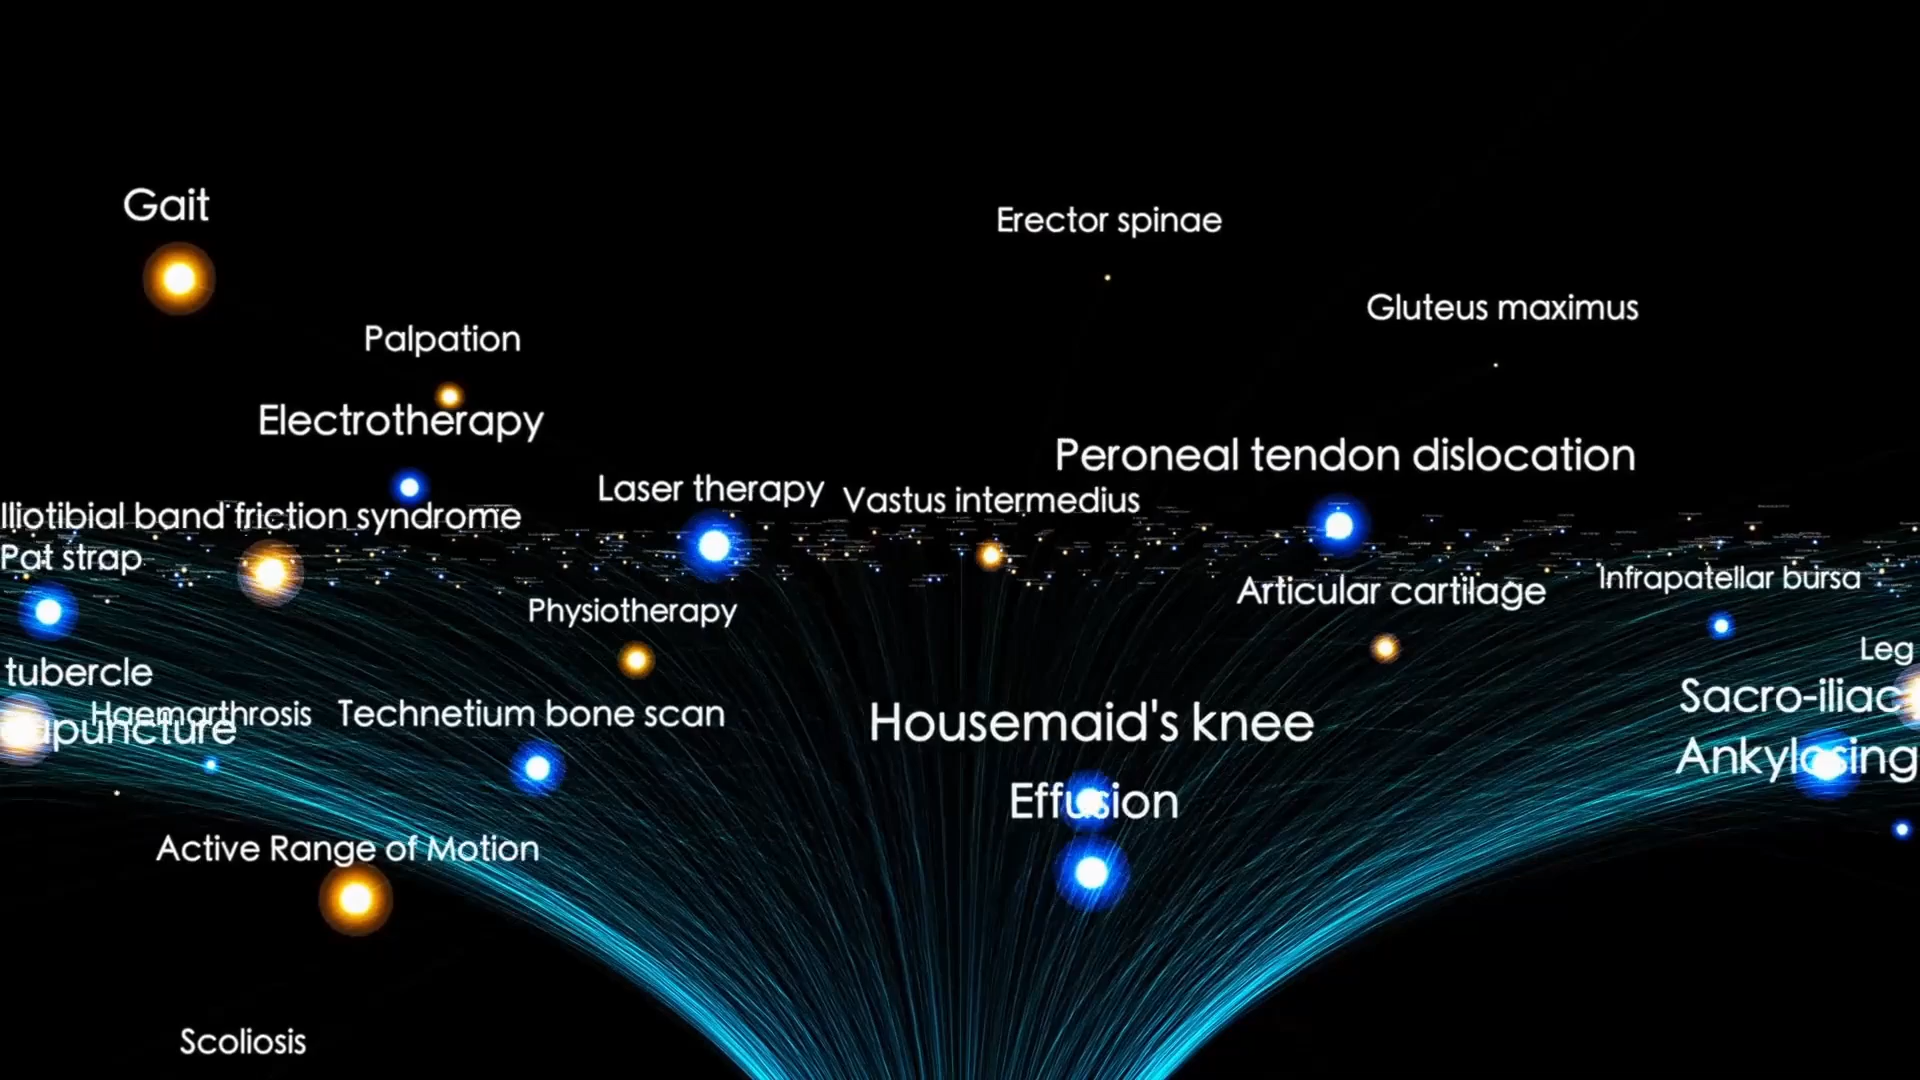 Gait
Erector spinae
Gluteus maximus
Palpation
Electrotherapy
Peroneal tendon dislocation
Laser therapy
Vastus intermedius
Iliotibial band friction syndrome
Pat strap
Articular cartilage
Infrapatellar bursa
Physiotherapy
Leg
tubercle
Sacro-iliac
Haemarthrosis
Technetium bone scan
Housemaid's knee
upuncture
Ankylosing
Effusion
Active Range of Motion
Scoliosis